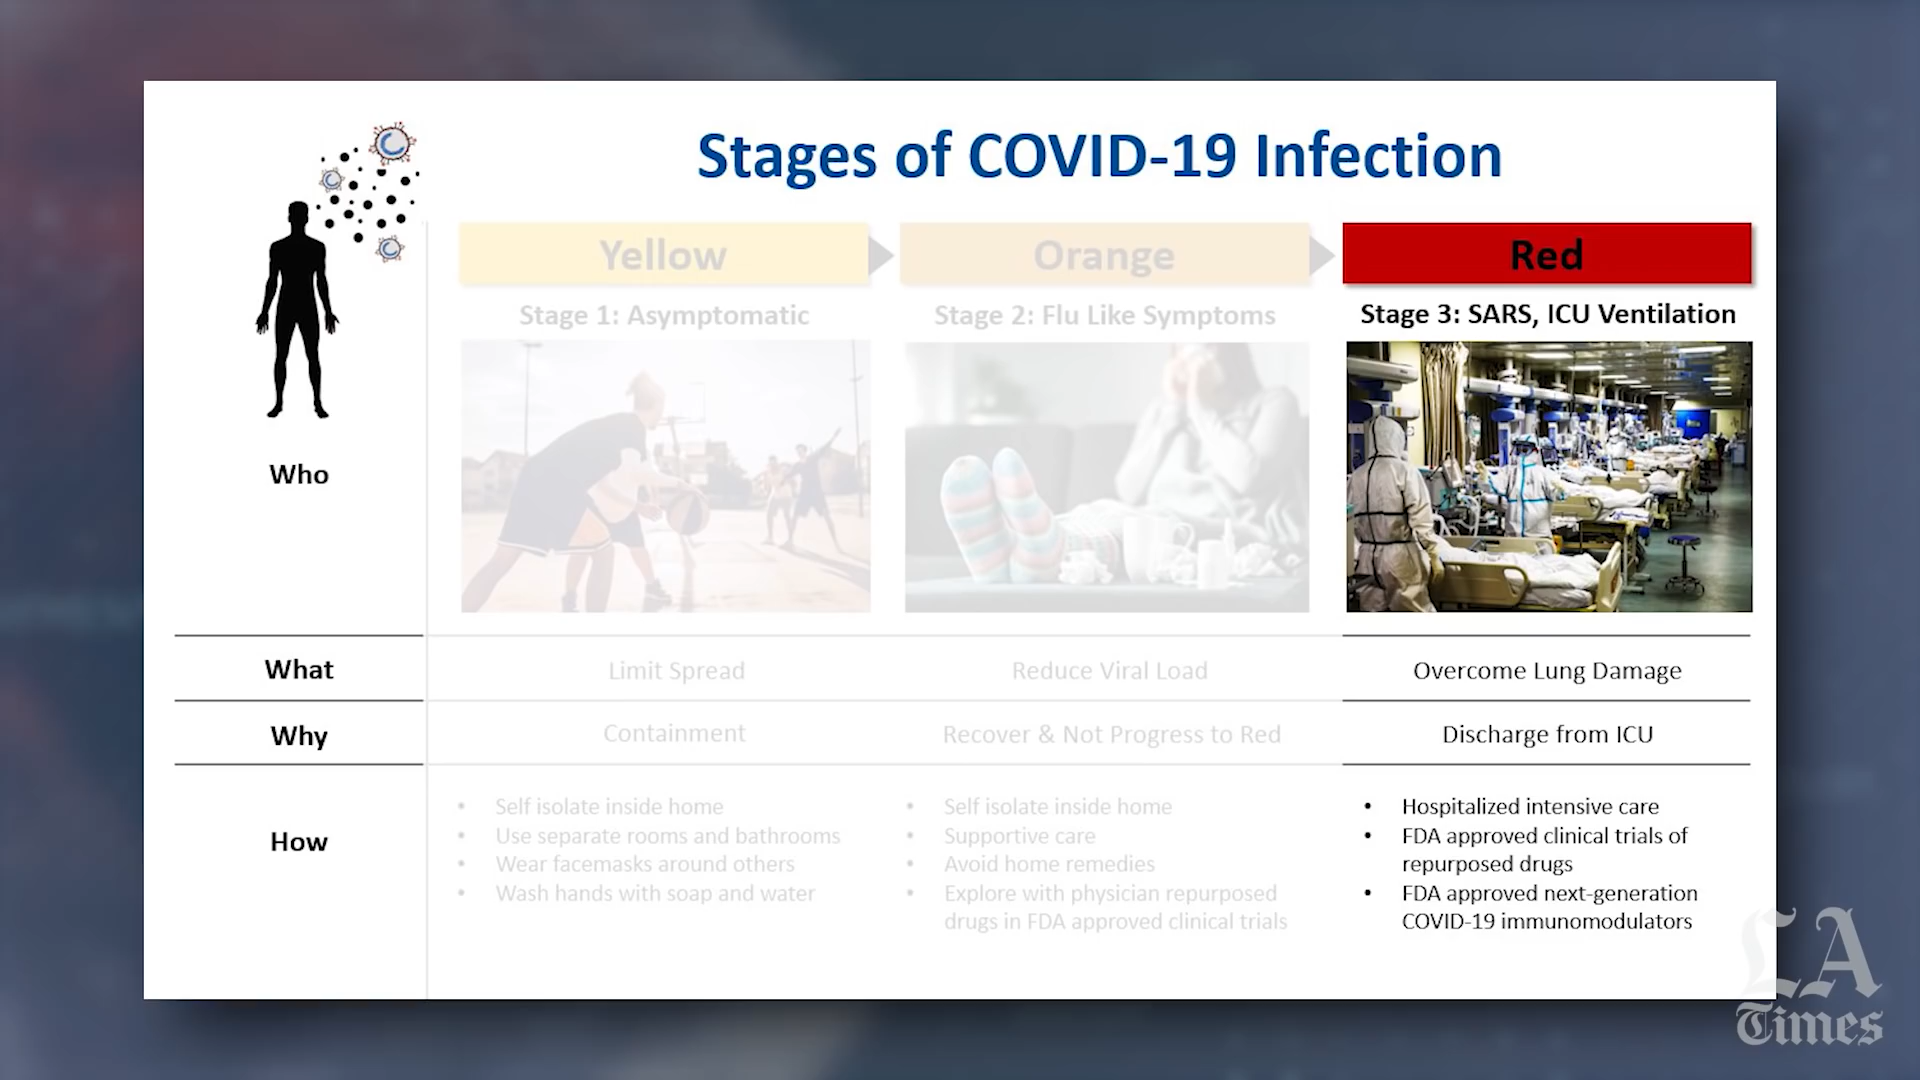 Stages of COVID-19 Infection
Yellow
Orange
Red
Stage 1: Asymptomatic
Stage 2: Flu Like Symptoms
Stage 3: SARS, ICU Ventilation
Who
What
Limit Spread
Reduce Viral Load
Overcome Lung Damage
Why
Containment
Recover & Not Progress to Red
Discharge from ICU
How
• Self isolate inside home
• Use separate rooms and bathrooms
• Wear facemasks around others
• Wash hands with soap and water
• Self isolate inside home
• Supportive care
• Avoid home remedies
• Explore with physician repurposed
drugs in FDA approved clinical trials
• Hospitalized intensive care
• FDA approved clinical trials of
repurposed drugs
• FDA approved next-generation
COVID-19 immunomodulators
LA
Times